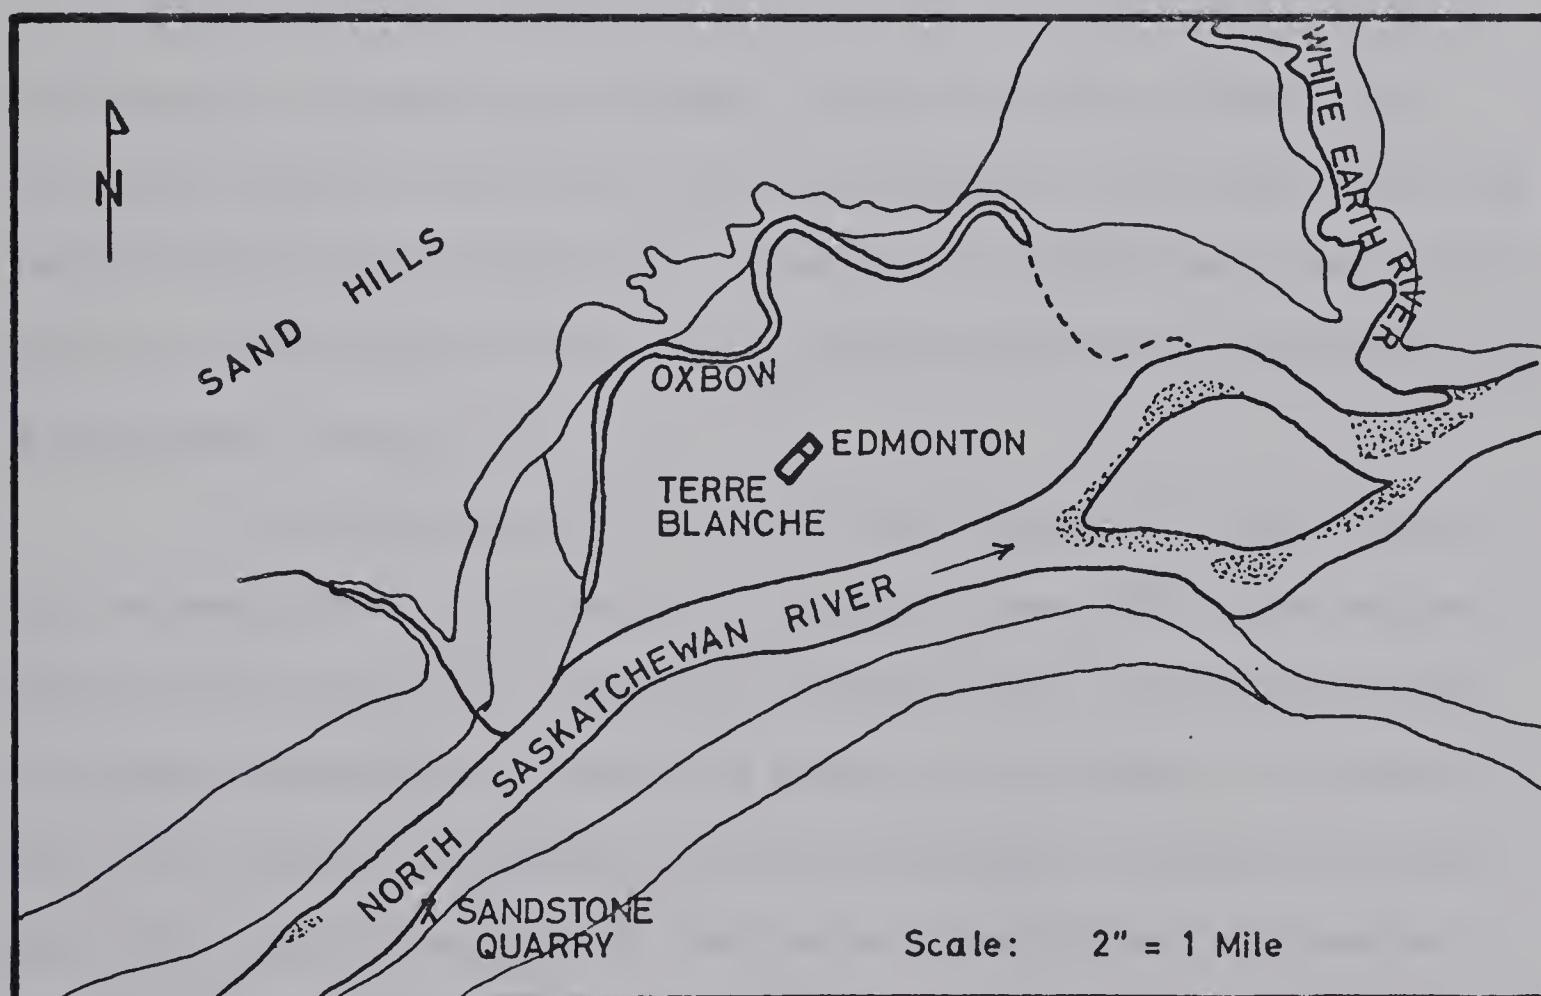 WHITE EARTH RIVER
N
SAND HILLS
OXBOW
EDMONTON
TERRE
BLANCHE
NORTH SASKATCHEWAN RIVER
X SANDSTONE
QUARRY
Scale: 2" = 1 Mile